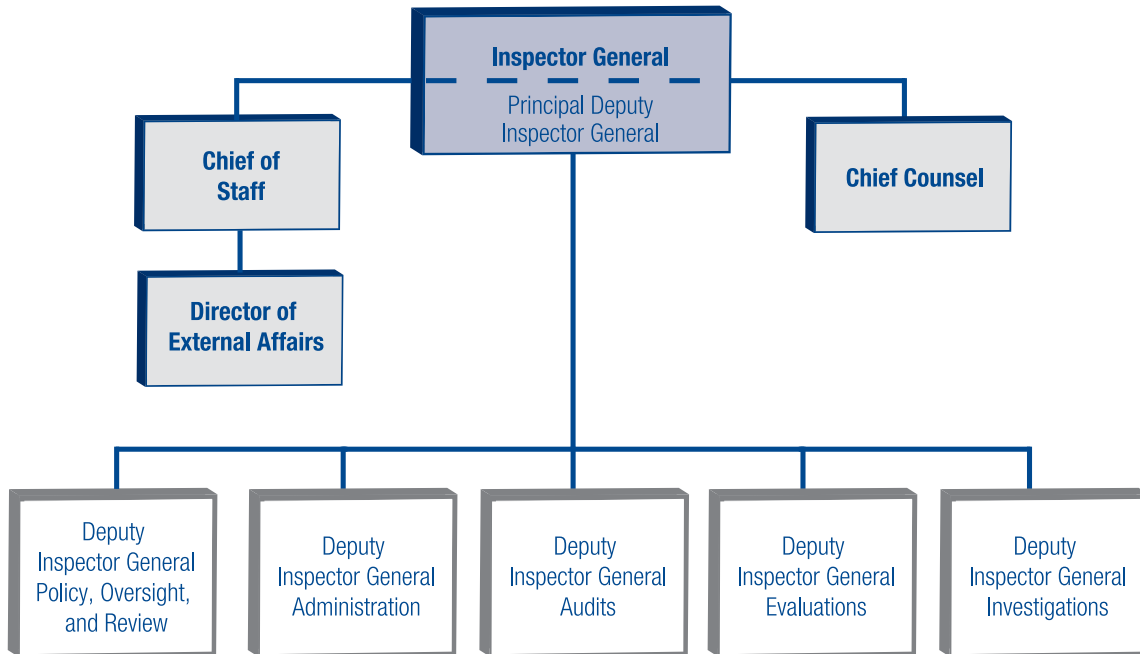 Inspector General
Principal Deputy
Inspector General
Chief of
Staff
Chief Counsel
Director of
External Affairs
Deputy
Inspector General
Policy, Oversight,
and Review
Deputy
Inspector General
Administration
Deputy
Inspector General
Audits
Deputy
Inspector General
Evaluations
Deputy
Inspector General
Investigations